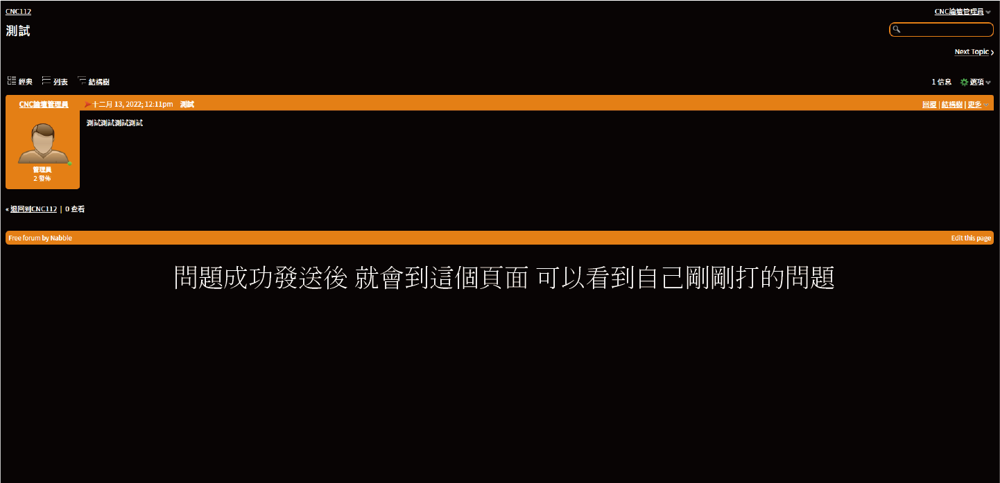 CNC112
CNC論壇管理員
測試
Next Topic ›
經典 列表 結構樹
1 信息 選項
CNC論壇管理員
十二月 13, 2022; 12:11pm 測試
回覆 | 結構樹 | 更多
測試測試測試測試
管理員
2 發佈
« 退回到CNC112 | 0 查看
Free forum by Nabble
Edit this page
問題成功發送後 就會到這個頁面 可以看到自己剛剛打的問題